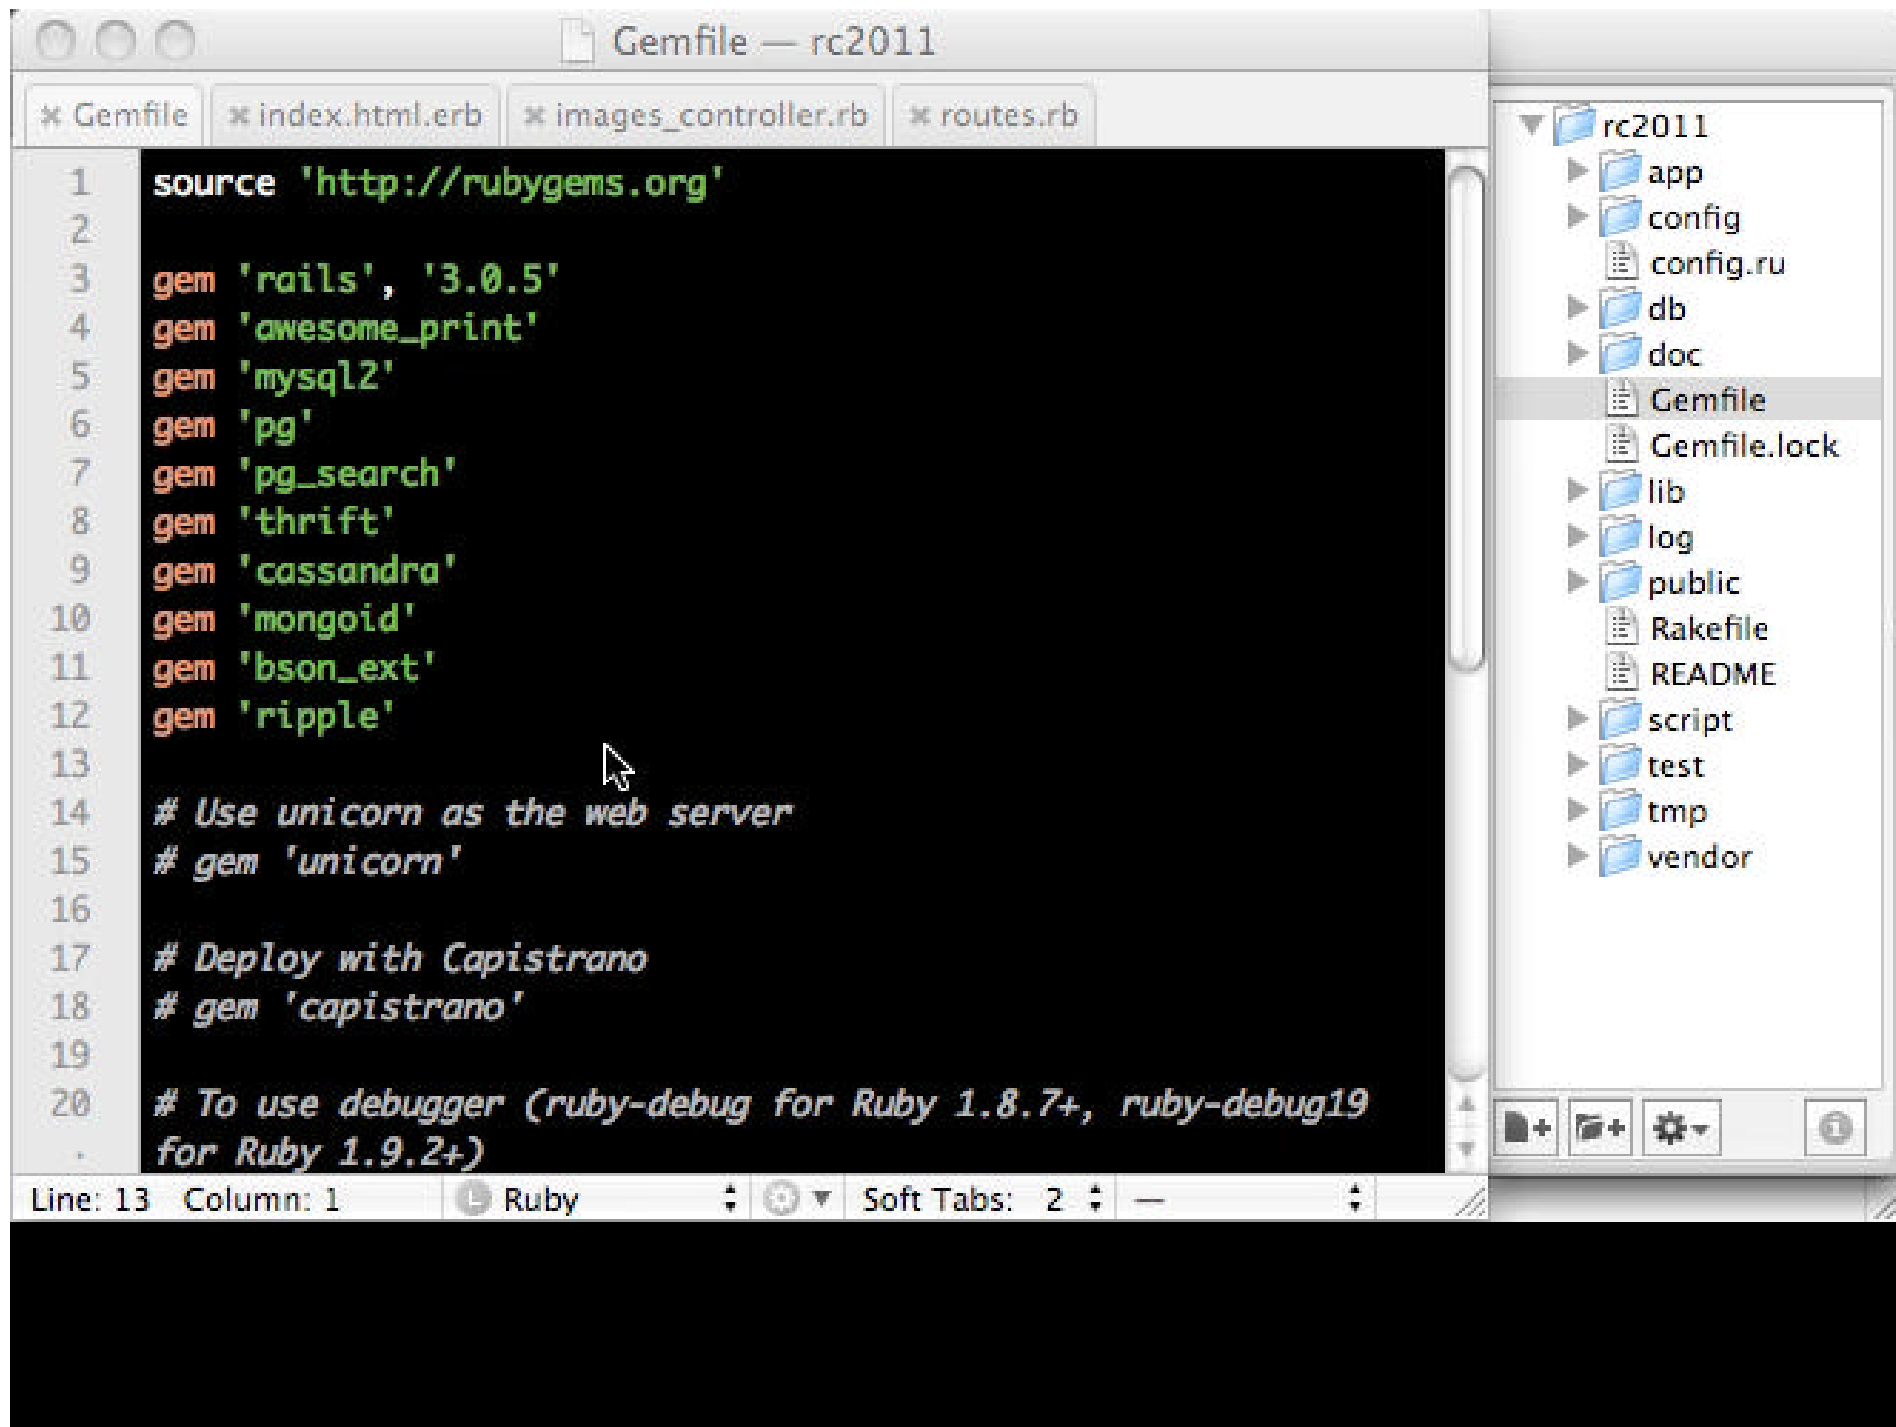 Gemfile — rc2011
Gemfile
index.html.erb
images_controller.rb
routes.rb
1 source 'http://rubygems.org'
2
3 gem 'rails', '3.0.5'
4 gem 'awesome_print'
5 gem 'mysql2'
6 gem 'pg'
7 gem 'pg_search'
8 gem 'thrift'
9 gem 'cassandra'
10 gem 'mongoid'
11 gem 'bson_ext'
12 gem 'ripple'
13
14 # Use unicorn as the web server
15 # gem 'unicorn'
16
17 # Deploy with Capistrano
18 # gem 'capistrano'
19
20 # To use debugger (ruby-debug for Ruby 1.8.7+, ruby-debug19
. for Ruby 1.9.2+)
Line: 13 Column: 1
L Ruby
Soft Tabs: 2
—
rc2011
app
config
config.ru
db
doc
Gemfile
Gemfile.lock
lib
log
public
Rakefile
README
script
test
tmp
vendor